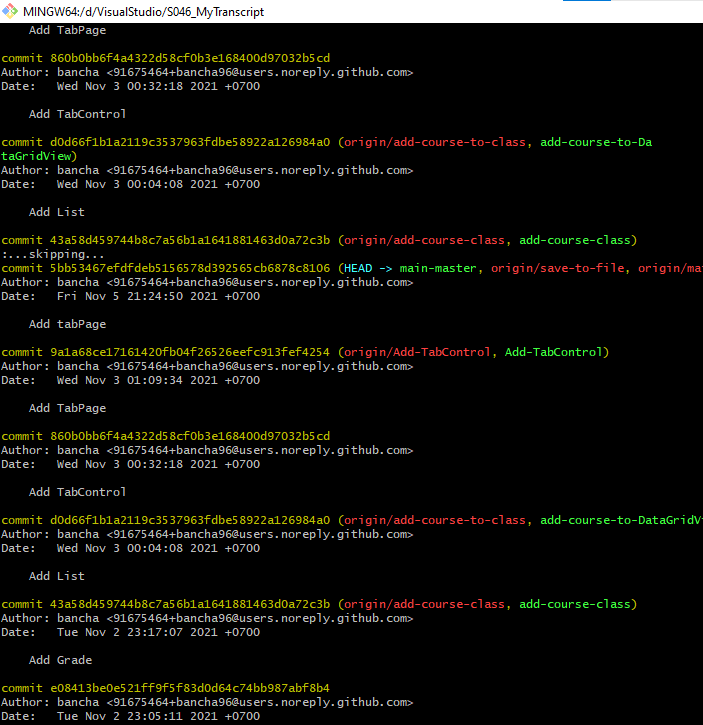 MINGW64:/d/VisualStudio/S046_MyTranscript
Add TabPage
commit 860b0bb6f4a4322d58cf0b3e168400d97032b5cd
Author: bancha <91675464+bancha96@users.noreply.github.com>
Date:   Wed Nov 3 00:32:18 2021 +0700
Add TabControl
commit d0d66f1b1a2119c3537963fdbe58922a126984a0 (origin/add-course-to-class, add-course-to-Da
taGridView)
Author: bancha <91675464+bancha96@users.noreply.github.com>
Date:   Wed Nov 3 00:04:08 2021 +0700
Add List
commit 43a58d459744b8c7a56b1a1641881463d0a72c3b (origin/add-course-class, add-course-class)
:...skipping...
commit 5bb53467efdfdeb5156578d392565cb6878c8106 (HEAD -> main-master, origin/save-to-file, origin/ma
Author: bancha <91675464+bancha96@users.noreply.github.com>
Date:   Fri Nov 5 21:24:50 2021 +0700
Add tabPage
commit 9a1a68ce17161420fb04f26526eefc913fef4254 (origin/Add-TabControl, Add-TabControl)
Author: bancha <91675464+bancha96@users.noreply.github.com>
Date:   Wed Nov 3 01:09:34 2021 +0700
Add TabPage
commit 860b0bb6f4a4322d58cf0b3e168400d97032b5cd
Author: bancha <91675464+bancha96@users.noreply.github.com>
Date:   Wed Nov 3 00:32:18 2021 +0700
Add TabControl
commit d0d66f1b1a2119c3537963fdbe58922a126984a0 (origin/add-course-to-class, add-course-to-DataGridVi
Author: bancha <91675464+bancha96@users.noreply.github.com>
Date:   Wed Nov 3 00:04:08 2021 +0700
Add List
commit 43a58d459744b8c7a56b1a1641881463d0a72c3b (origin/add-course-class, add-course-class)
Author: bancha <91675464+bancha96@users.noreply.github.com>
Date:   Tue Nov 2 23:17:07 2021 +0700
Add Grade
commit e08413be0e521ff9f5f83d0d64c74bb987abf8b4
Author: bancha <91675464+bancha96@users.noreply.github.com>
Date:   Tue Nov 2 23:05:11 2021 +0700